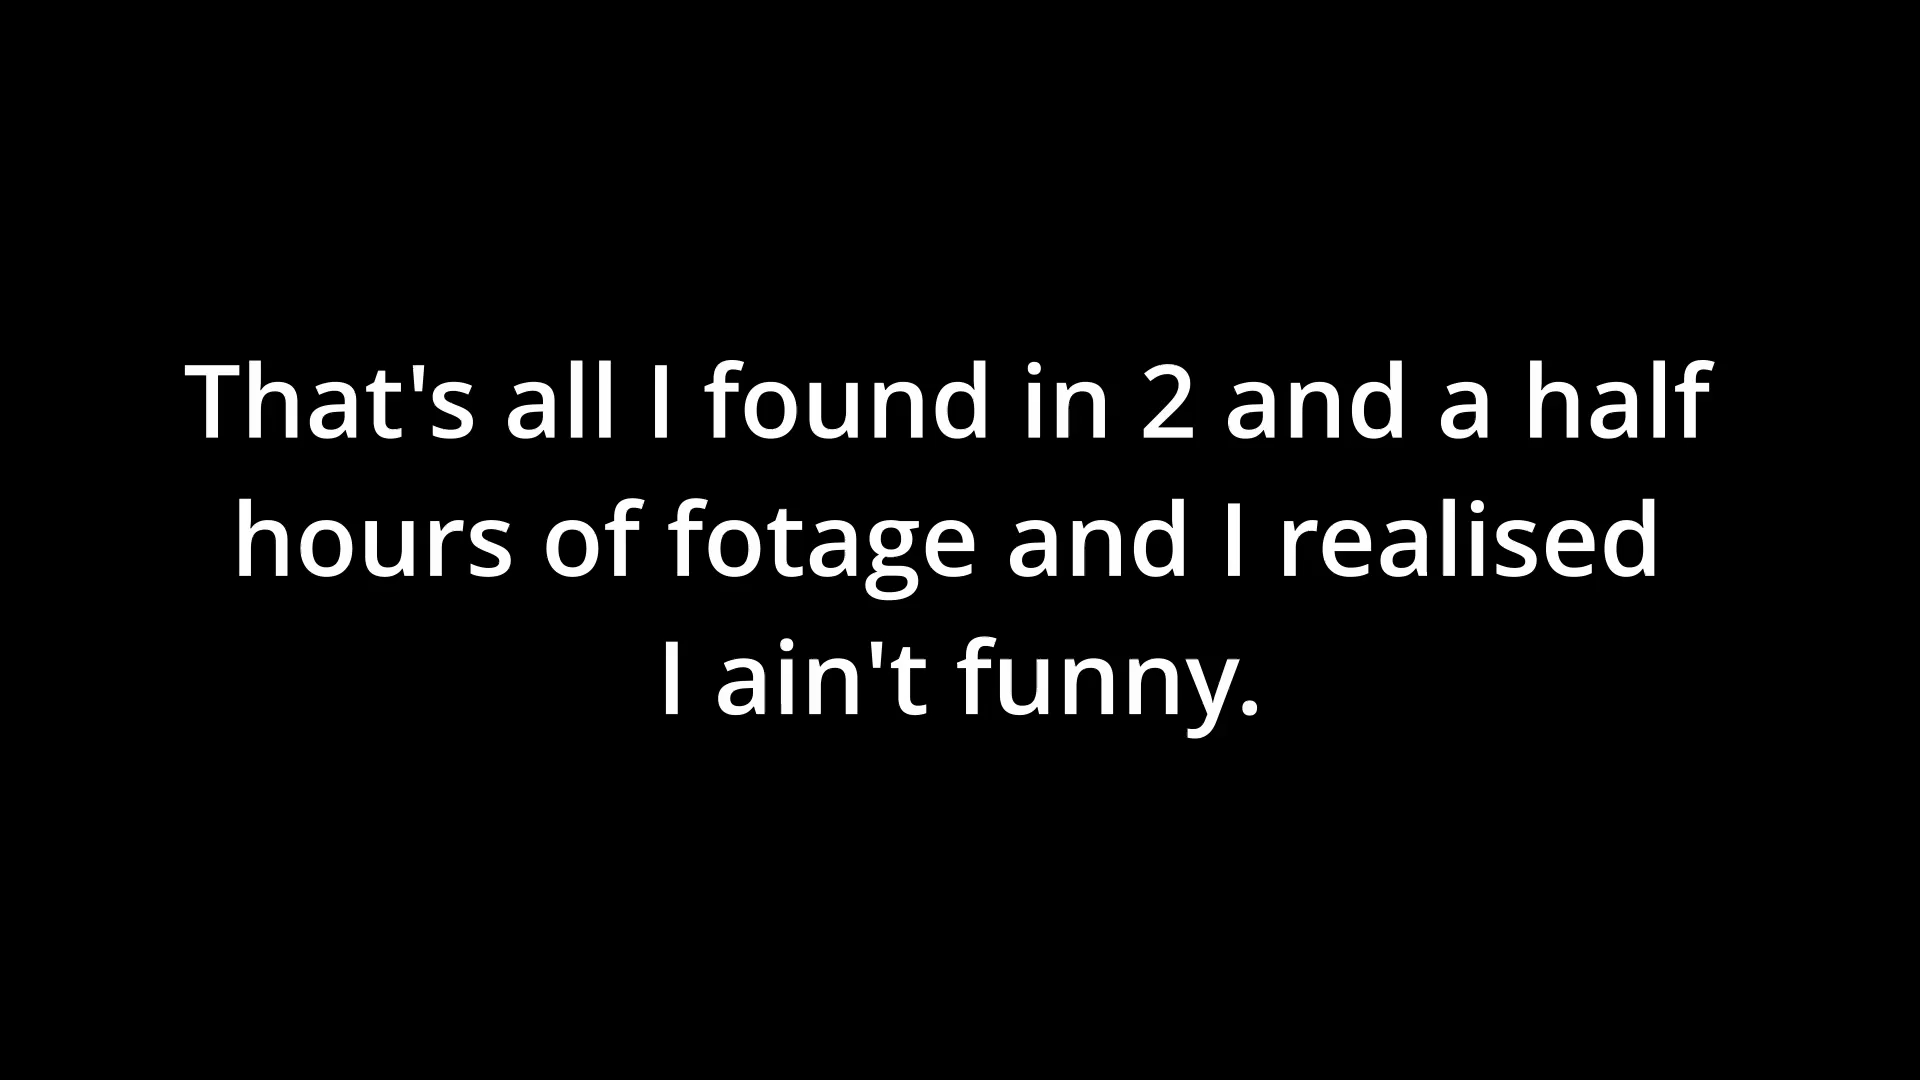 That's all I found in 2 and a half
hours of fotage and I realised
I ain't funny.